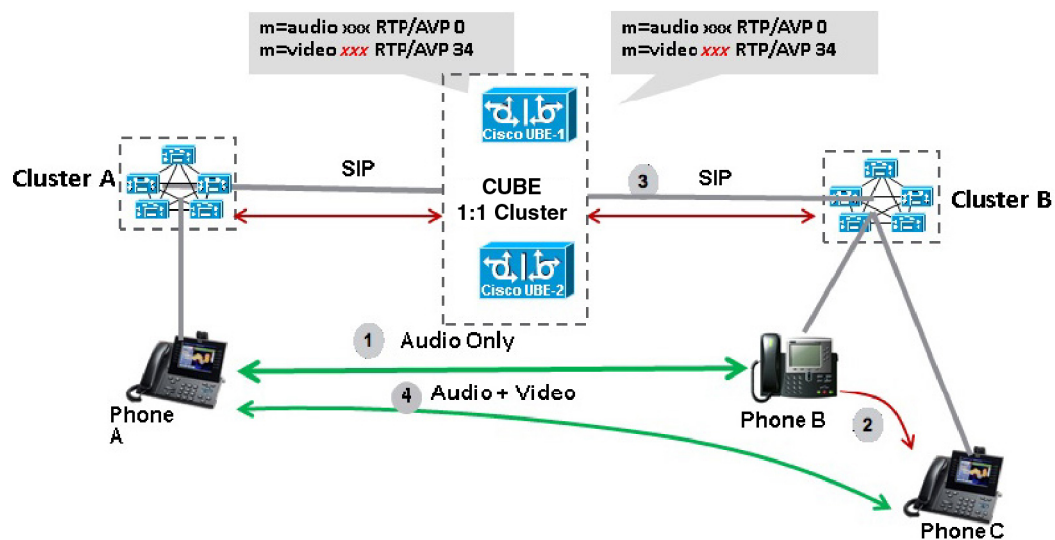 m=audio xxx RTP/AVP 0
m=video xxx RTP/AVP 34
m=audio xxx RTP/AVP 0
m=video xxx RTP/AVP 34
Cisco UBE-1
Cluster A
SIP
CUBE
1:1 Cluster
3
SIP
Cluster B
Cisco UBE-2
1
Audio Only
4
Audio + Video
Phone
A
Phone B
2
Phone C